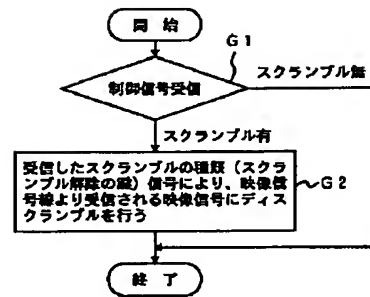 開始
G1
制御信号受信
スクランブル無
スクランブル有
受信したスクランブルの種類(スク
ランブル解除の鍵)信号により、映像信
号線より受信される映像信号にディス
クランブルを行う
G2
終了